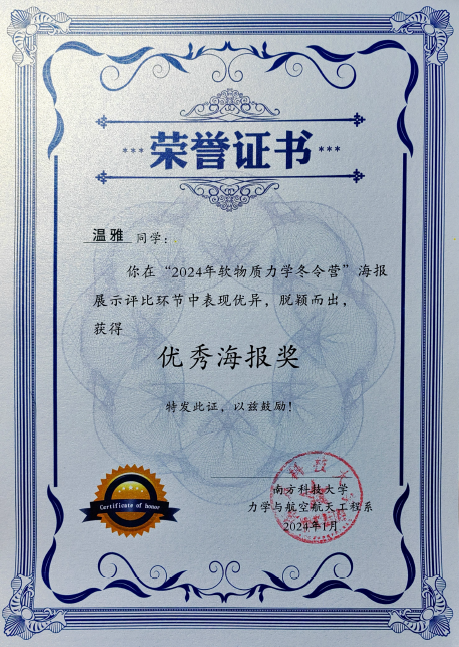 ***荣誉证书***
温雅 同学：
你在“2024年软物质力学冬令营”海报
展示评比环节中表现优异，脱颖而出，
获得
优秀海报奖
特发此证，以兹鼓励！
Certificate of honor
南方科技大学
力学与航空航天工程系
2024年1月